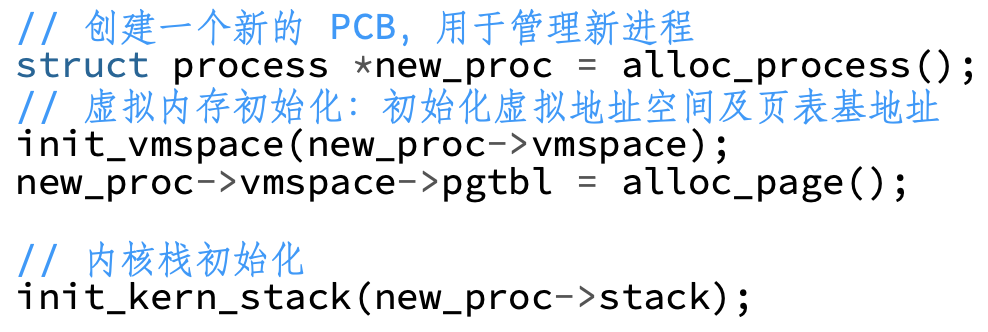 // 创建一个新的 PCB，用于管理新进程
struct process *new_proc = alloc_process();
// 虚拟内存初始化：初始化虚拟地址空间及页表基地址
init_vmspace(new_proc->vmspace);
new_proc->vmspace->pgtbl = alloc_page();
// 内核栈初始化
init_kern_stack(new_proc->stack);